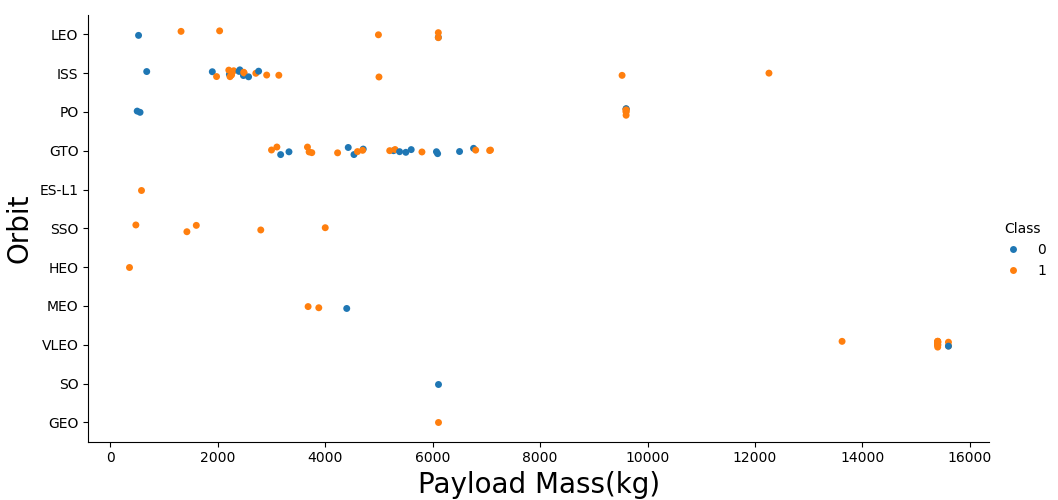 LEO
ISS
PO
GTO
ES-L1
SSO
HEO
MEO
VLEO
SO
GEO
Orbit
0 2000 4000 6000 8000 10000 12000 14000 16000
Payload Mass(kg)
Class
0
1